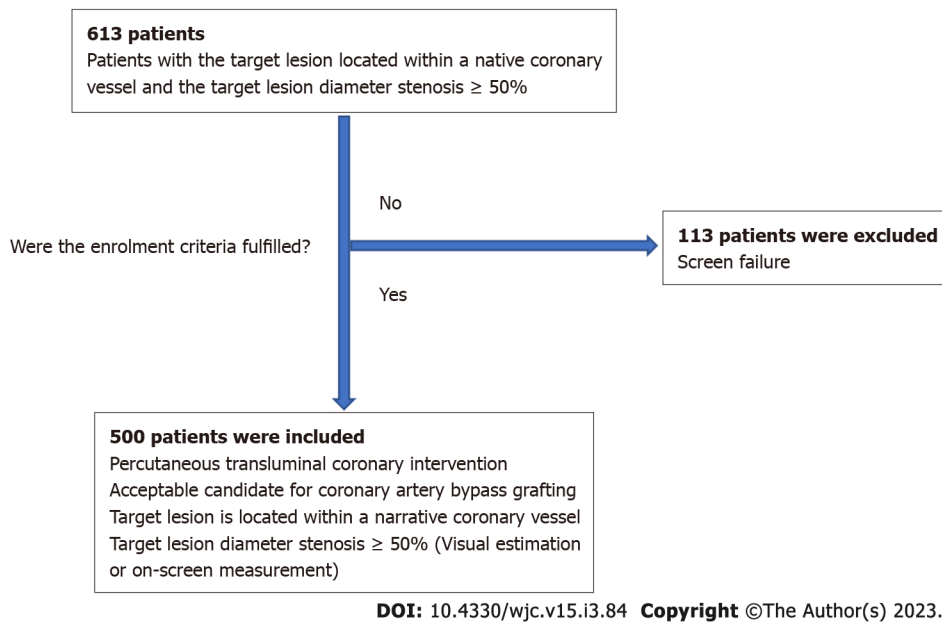 613 patients
Patients with the target lesion located within a native coronary
vessel and the target lesion diameter stenosis ≥ 50%
No
Were the enrolment criteria fulfilled?
113 patients were excluded
Screen failure
Yes
500 patients were included
Percutaneous transluminal coronary intervention
Acceptable candidate for coronary artery bypass grafting
Target lesion is located within a narrative coronary vessel
Target lesion diameter stenosis ≥ 50% (Visual estimation
or on-screen measurement)
DOI: 10.4330/wjc.v15.i3.84 Copyright ©The Author(s) 2023.